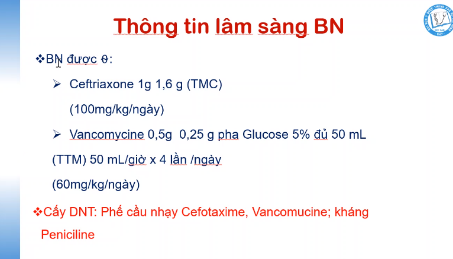 Thông tin lâm sàng BN
❖BN được ɵ:
➢ Ceftriaxone 1g 1,6 g (TMC)
(100mg/kg/ngày)
➢ Vancomycine 0,5g 0,25 g pha Glucose 5% đủ 50 mL
(TTM) 50 mL/giờ x 4 lần /ngày
(60mg/kg/ngày)
❖Cấy DNT: Phế cầu nhạy Cefotaxime, Vancomucine; kháng
Peniciline